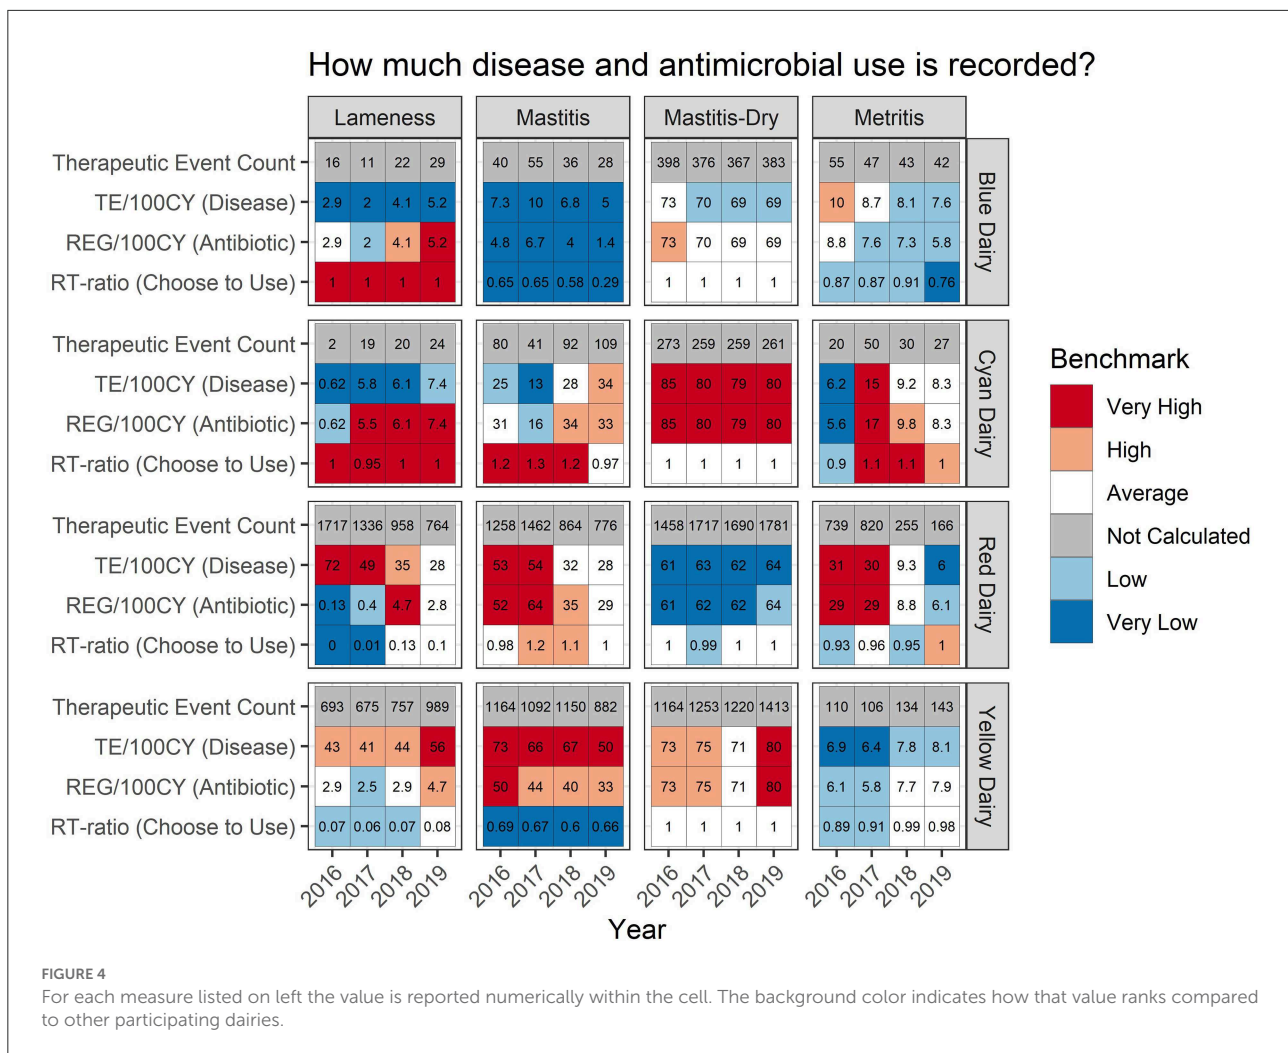 How much disease and antimicrobial use is recorded?
Lameness Mastitis Mastitis-Dry Metritis
Therapeutic Event Count 16 11 22 29 40 55 36 28 398 376 367 383 55 47 43 42
TE/100CY (Disease) 2.9 2 4.1 5.2 7.3 10 6.8 5 73 70 69 69 10 8.7 8.1 7.6
REG/100CY (Antibiotic) 2.9 2 4.1 5.2 4.8 6.7 4 1.4 73 70 69 69 8.8 7.6 7.3 5.8
RT-ratio (Choose to Use) 1 1 1 1 0.65 0.65 0.58 0.29 1 1 1 1 0.87 0.87 0.91 0.76
Blue Dairy
Therapeutic Event Count 2 19 20 24 80 41 92 109 273 259 259 261 20 50 30 27
TE/100CY (Disease) 0.62 5.8 6.1 7.4 25 13 28 34 85 80 79 80 6.2 15 9.2 8.3
REG/100CY (Antibiotic) 0.62 5.5 6.1 7.4 31 16 34 33 85 80 79 80 5.6 17 9.8 8.3
RT-ratio (Choose to Use) 1 0.95 1 1 1.2 1.3 1.2 0.97 1 1 1 1 0.9 1.1 1.1 1
Cyan Dairy
Therapeutic Event Count 1717 1336 958 764 1258 1462 864 776 1458 1717 1690 1781 739 820 255 166
TE/100CY (Disease) 72 49 35 28 53 54 32 28 61 63 62 64 31 30 9.3 6
REG/100CY (Antibiotic) 0.13 0.4 4.7 2.8 52 64 35 29 61 62 62 64 29 29 8.8 6.1
RT-ratio (Choose to Use) 0 0.01 0.13 0.1 0.98 1.2 1.1 1 1 0.99 1 1 0.93 0.96 0.95 1
Red Dairy
Therapeutic Event Count 693 675 757 989 1164 1092 1150 882 1164 1253 1220 1413 110 106 134 143
TE/100CY (Disease) 43 41 44 56 73 66 67 50 73 75 71 80 6.9 6.4 7.8 8.1
REG/100CY (Antibiotic) 2.9 2.5 2.9 4.7 50 44 40 33 73 75 71 80 6.1 5.8 7.7 7.9
RT-ratio (Choose to Use) 0.07 0.06 0.07 0.08 0.69 0.67 0.6 0.66 1 1 1 1 0.89 0.91 0.99 0.98
Yellow Dairy
2016 2017 2018 2019 2016 2017 2018 2019 2016 2017 2018 2019 2016 2017 2018 2019
Year
Benchmark
Very High
High
Average
Not Calculated
Low
Very Low
FIGURE 4
For each measure listed on left the value is reported numerically within the cell. The background color indicates how that value ranks compared
to other participating dairies.